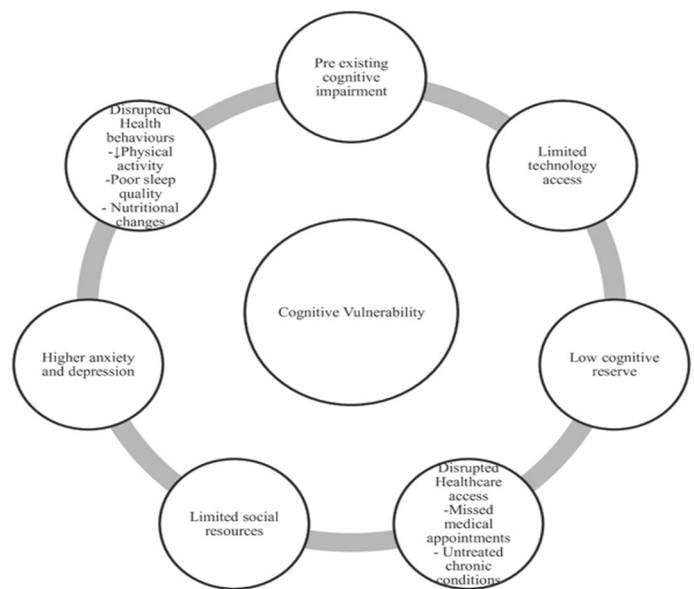 Pre existing
cognitive
impairment
Limited
technology
access
Low cognitive
reserve
Disrupted
Healthcare
access
-Missed
medical
appointments
- Untreated
chronic
conditions
Limited social
resources
Higher anxiety
and depression
Disrupted
Health
behaviours
-↓Physical
activity
-Poor sleep
quality
- Nutritional
changes
Cognitive Vulnerability